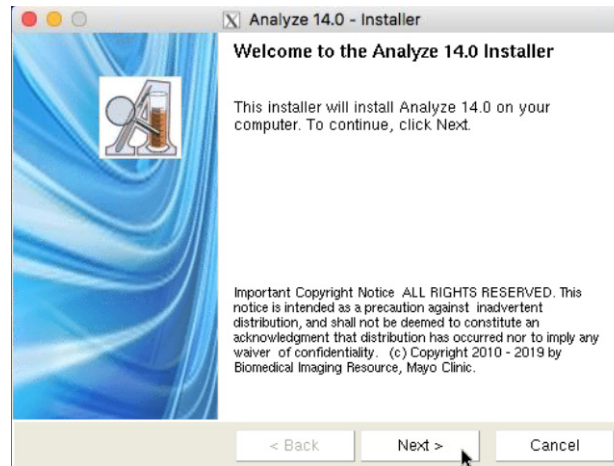 X Analyze 14.0 - Installer
Welcome to the Analyze 14.0 Installer
This installer will install Analyze 14.0 on your
computer. To continue, click Next.
Important Copyright Notice ALL RIGHTS RESERVED. This
notice is intended as a precaution against inadvertent
distribution, and shall not be deemed to constitute an
acknowledgment that distribution has occurred nor to imply any
waiver of confidentiality. (c) Copyright 2010 - 2019 by
Biomedical Imaging Resource, Mayo Clinic.
< Back Next > Cancel